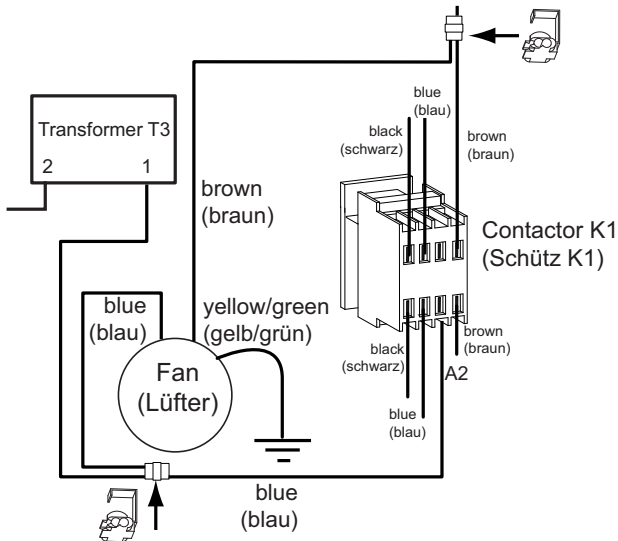 blue
(blau)
black
(schwarz)
brown
(braun)
Transformer T3
2 1
brown
(braun)
Contactor K1
(Schütz K1)
blue
(blau)
yellow/green
(gelb/grün)
Fan
(Lüfter)
black
(schwarz)
brown
(braun)
A2
blue
(blau)
blue
(blau)